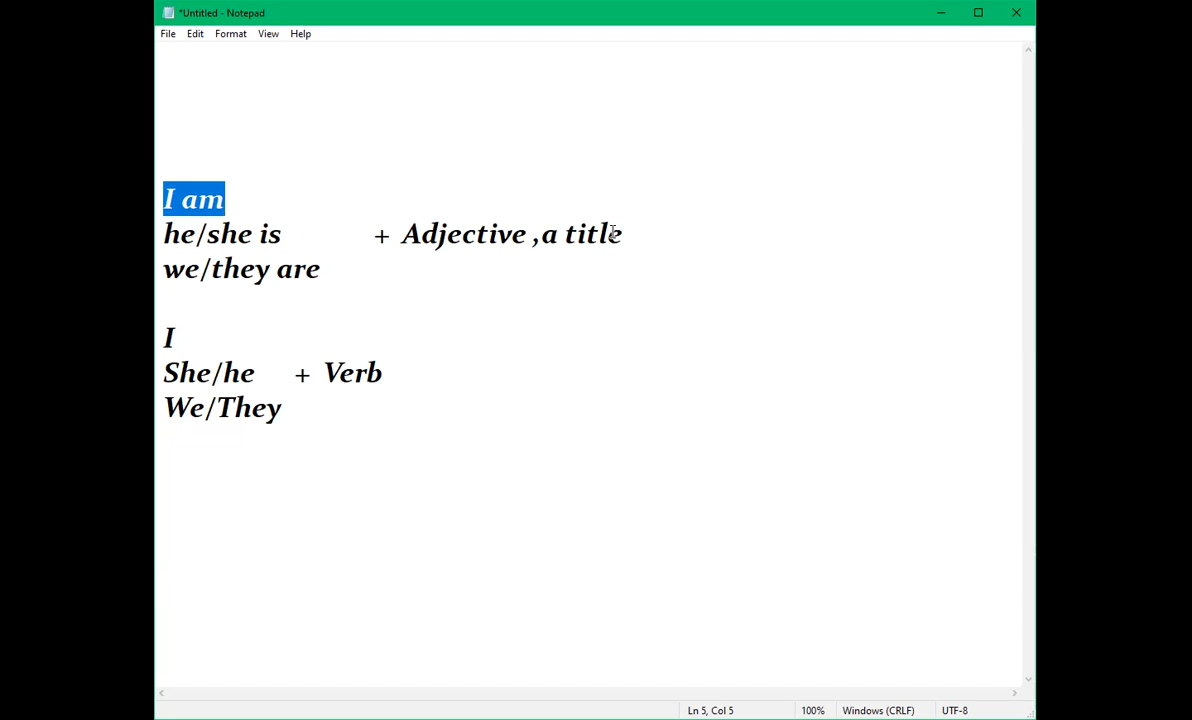 *Untitled - Notepad
File Edit Format View Help
I am
he/she is + Adjective ,a title
we/they are
I
She/he + Verb
We/They
Ln 5, Col 5 100% Windows (CRLF) UTF-8